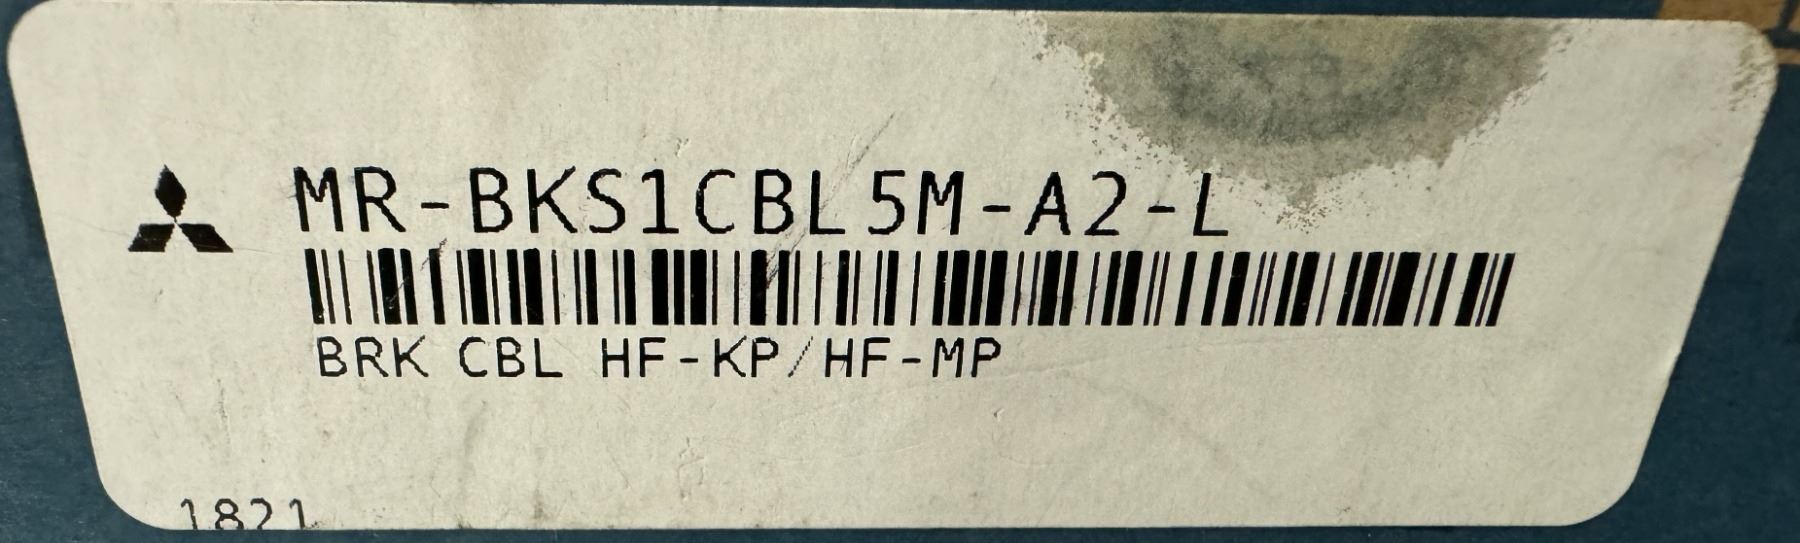 MR-BKS1CBL5M-A2-L
BRK CBL HF-KP/HF-MP
1821